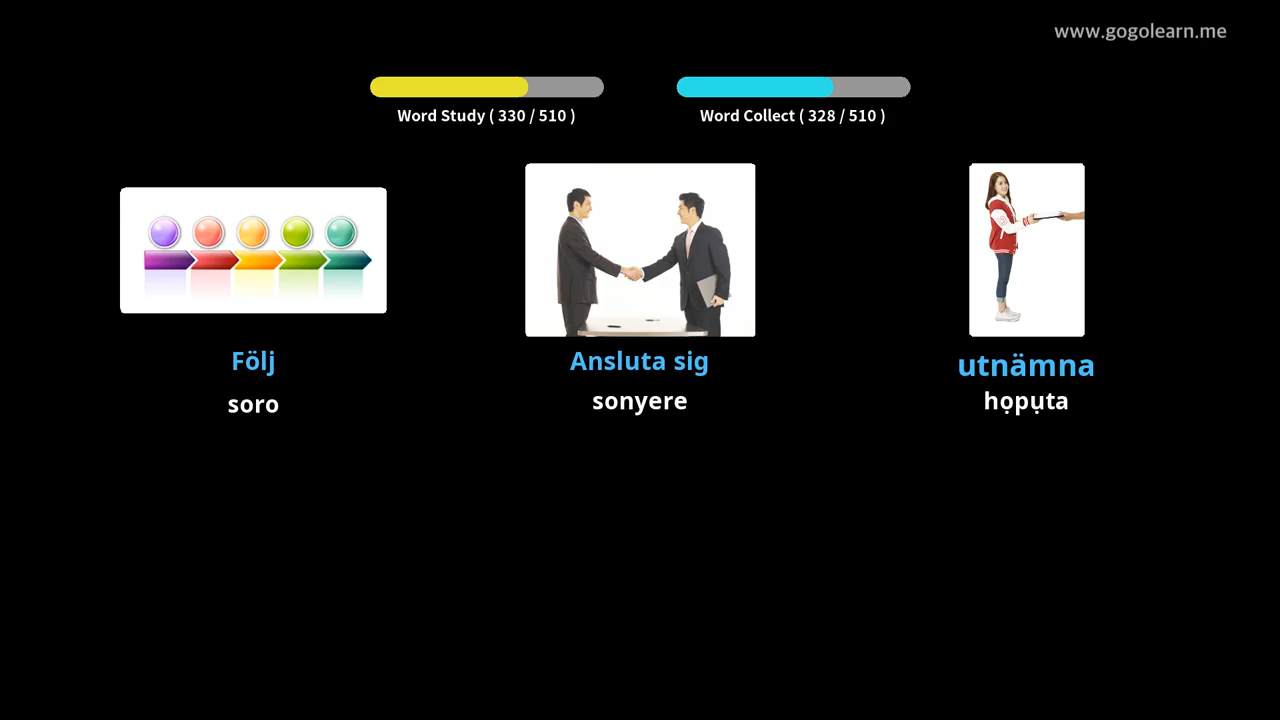 www.gogolearn.me
Word Study ( 330 / 510 )
Word Collect ( 328 / 510 )
Följ
soro
Ansluta sig
sonyere
utnämna
họpụta